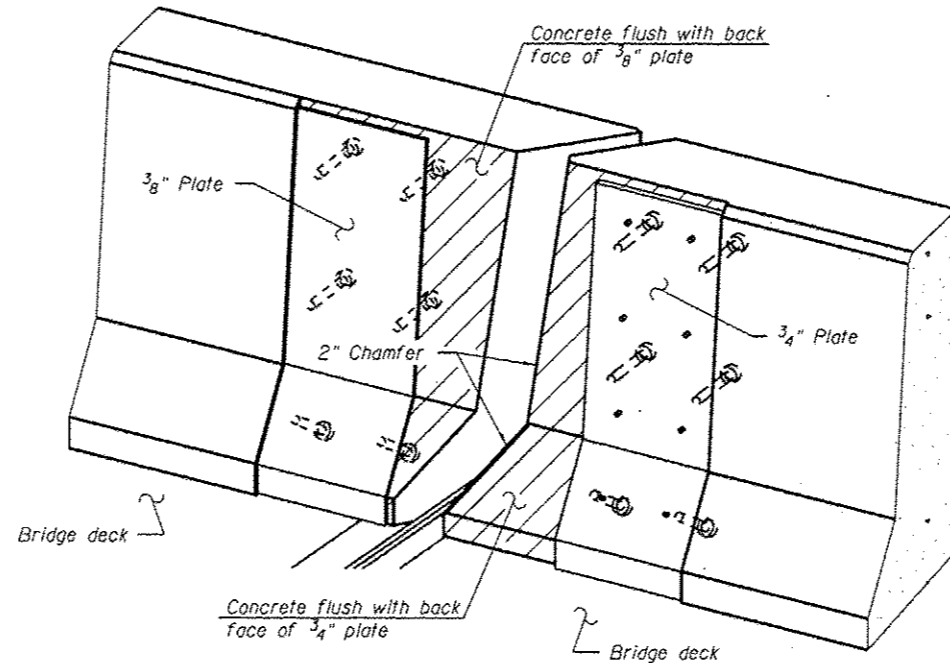 Concrete flush with back
face of 3/8" plate
3/8" Plate
3/4" Plate
2" Chamfer
Bridge deck
Concrete flush with back
face of 3/4" plate
Bridge deck